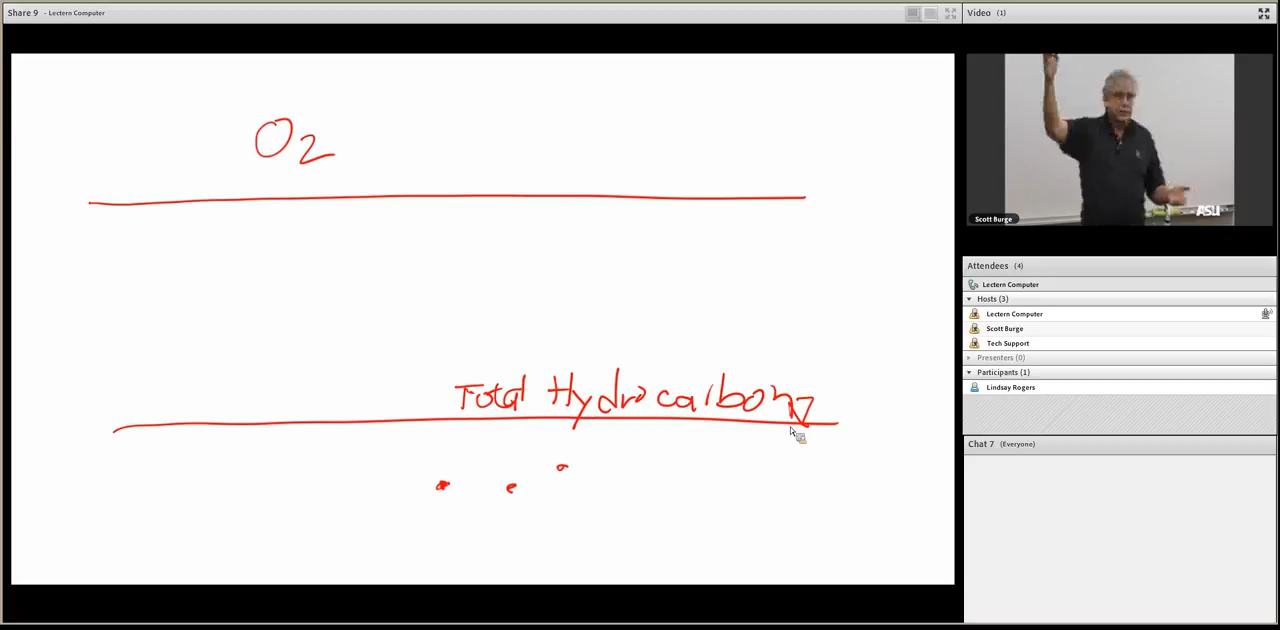 Share 9 - Lectern Computer
Video (1)
O2
Scott Burge
ASU
Attendees (4)
Lectern Computer
Hosts (3)
Lectern Computer
Scott Burge
Tech Support
Presenters (0)
Participants (1)
Lindsay Rogers
Total Hydrocarbons
Chat 7 (Everyone)